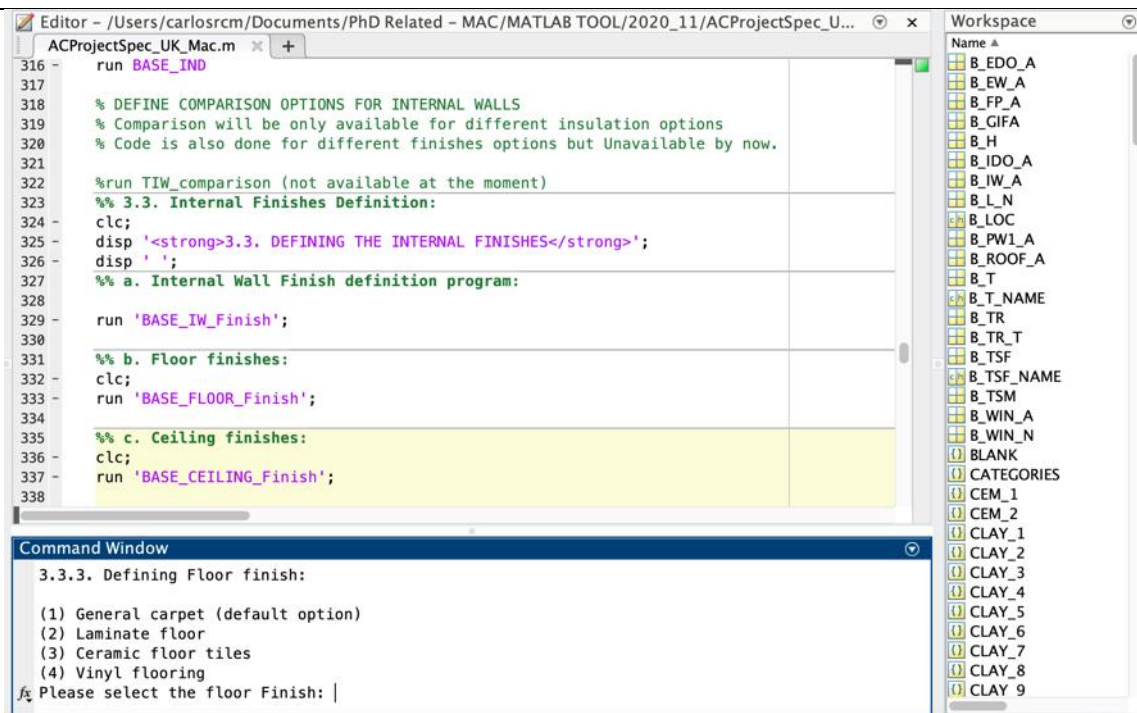 Editor - /Users/carlosrcm/Documents/PhD Related - MAC/MATLAB TOOL/2020_11/ACProjectSpec_U...
ACProjectSpec_UK_Mac.m × +
316 - run BASE_IND
317
318 % DEFINE COMPARISON OPTIONS FOR INTERNAL WALLS
319 % Comparison will be only available for different insulation options
320 % Code is also done for different finishes options but Unavailable by now.
321
322 %run TIW_comparison (not available at the moment)
323 %% 3.3. Internal Finishes Definition:
324 - clc;
325 - disp '<strong>3.3. DEFINING THE INTERNAL FINISHES</strong>';
326 - disp ' ';
327 %% a. Internal Wall Finish definition program:
328
329 - run 'BASE_IW_Finish';
330
331 %% b. Floor finishes:
332 - clc;
333 - run 'BASE_FLOOR_Finish';
334
335 %% c. Ceiling finishes:
336 - clc;
337 - run 'BASE_CEILING_Finish';
338
Command Window
3.3.3. Defining Floor finish:
(1) General carpet (default option)
(2) Laminate floor
(3) Ceramic floor tiles
(4) Vinyl flooring
fx Please select the floor Finish:
Workspace
Name
B_EDO_A
B_EW_A
B_FP_A
B_GIFA
B_H
B_IDO_A
B_IW_A
B_L_N
B_LOC
B_PW1_A
B_ROOF_A
B_T
B_T_NAME
B_TR
B_TR_T
B_TSF
B_TSF_NAME
B_TSM
B_WIN_A
B_WIN_N
BLANK
CATEGORIES
CEM_1
CEM_2
CLAY_1
CLAY_2
CLAY_3
CLAY_4
CLAY_5
CLAY_6
CLAY_7
CLAY_8
CLAY_9